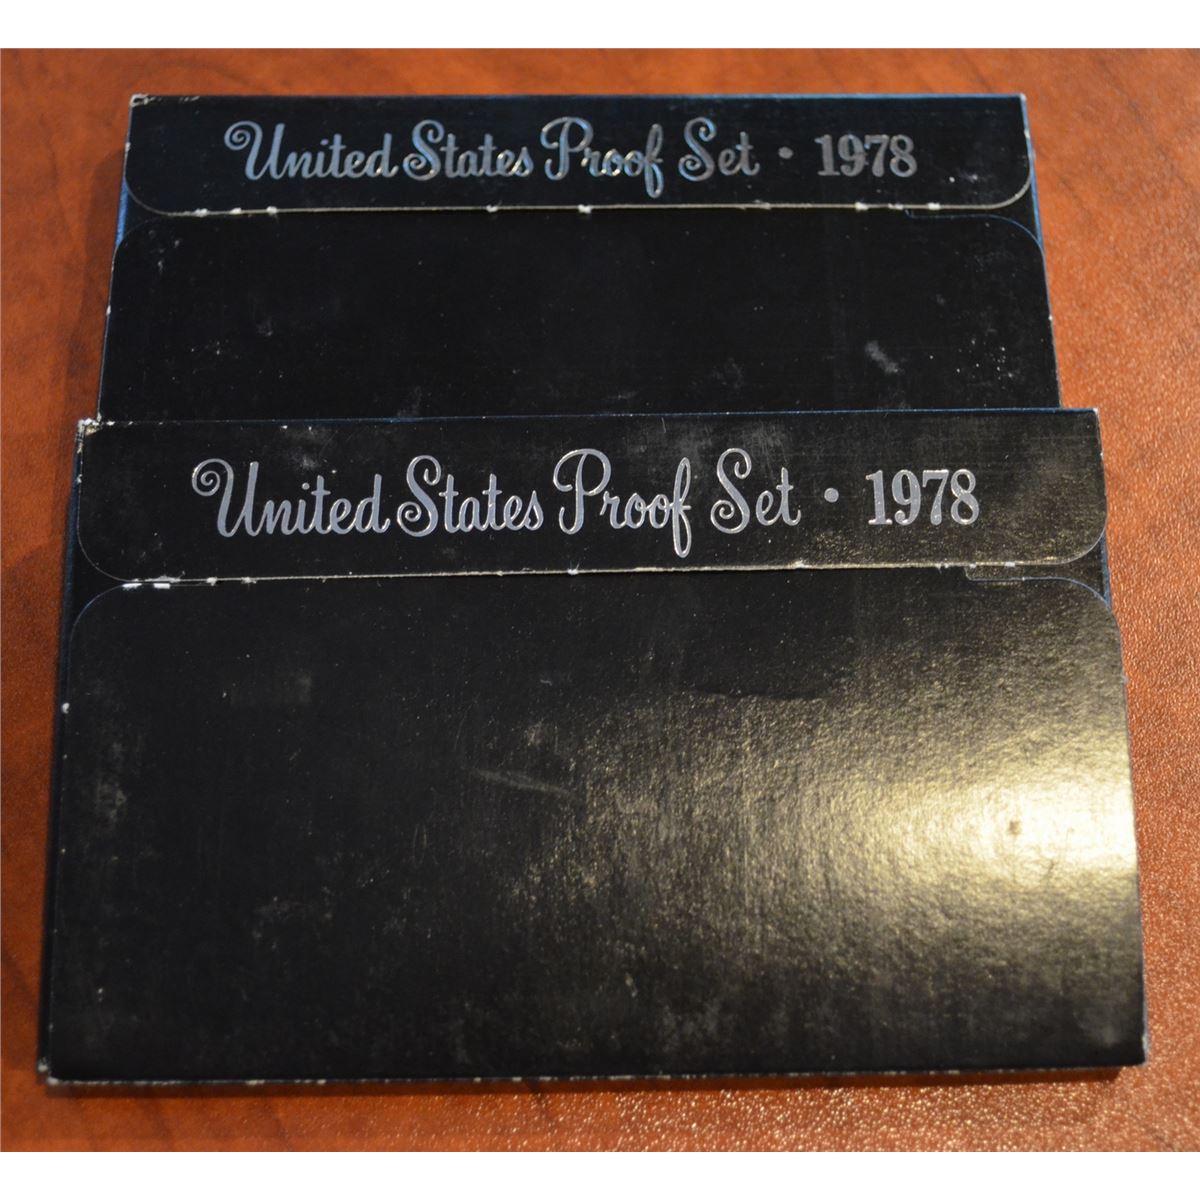 United States Proof Set • 1978
United States Proof Set • 1978